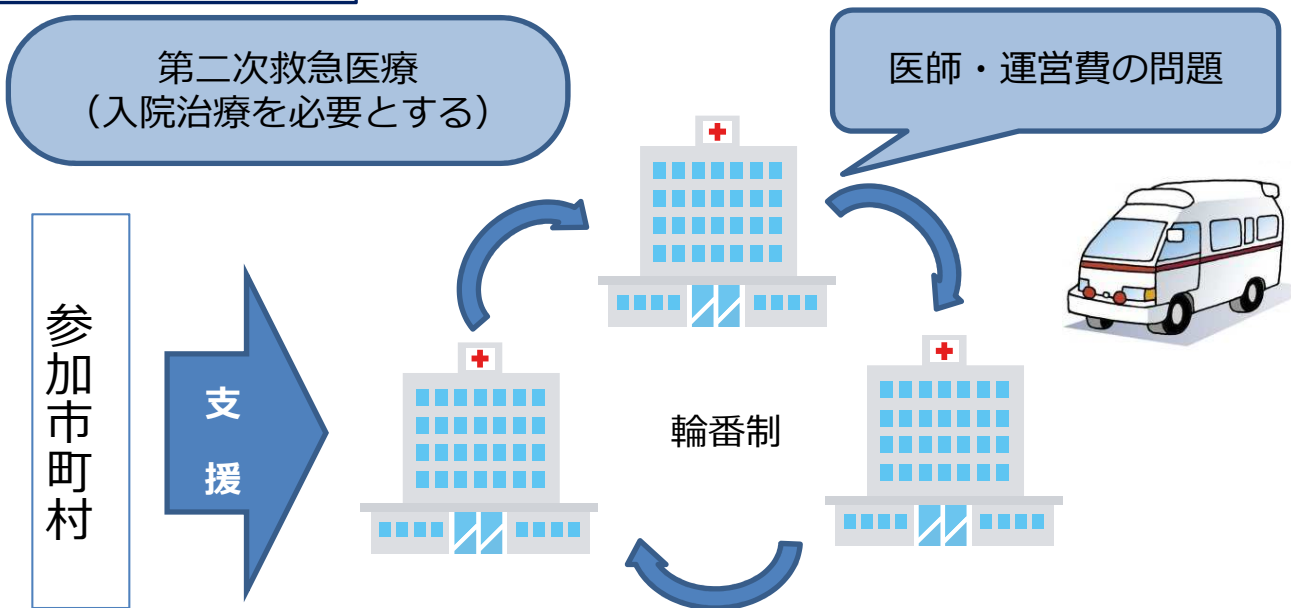 第二次救急医療
（入院治療を必要とする）
医師・運営費の問題
参加市町村
支援
輪番制